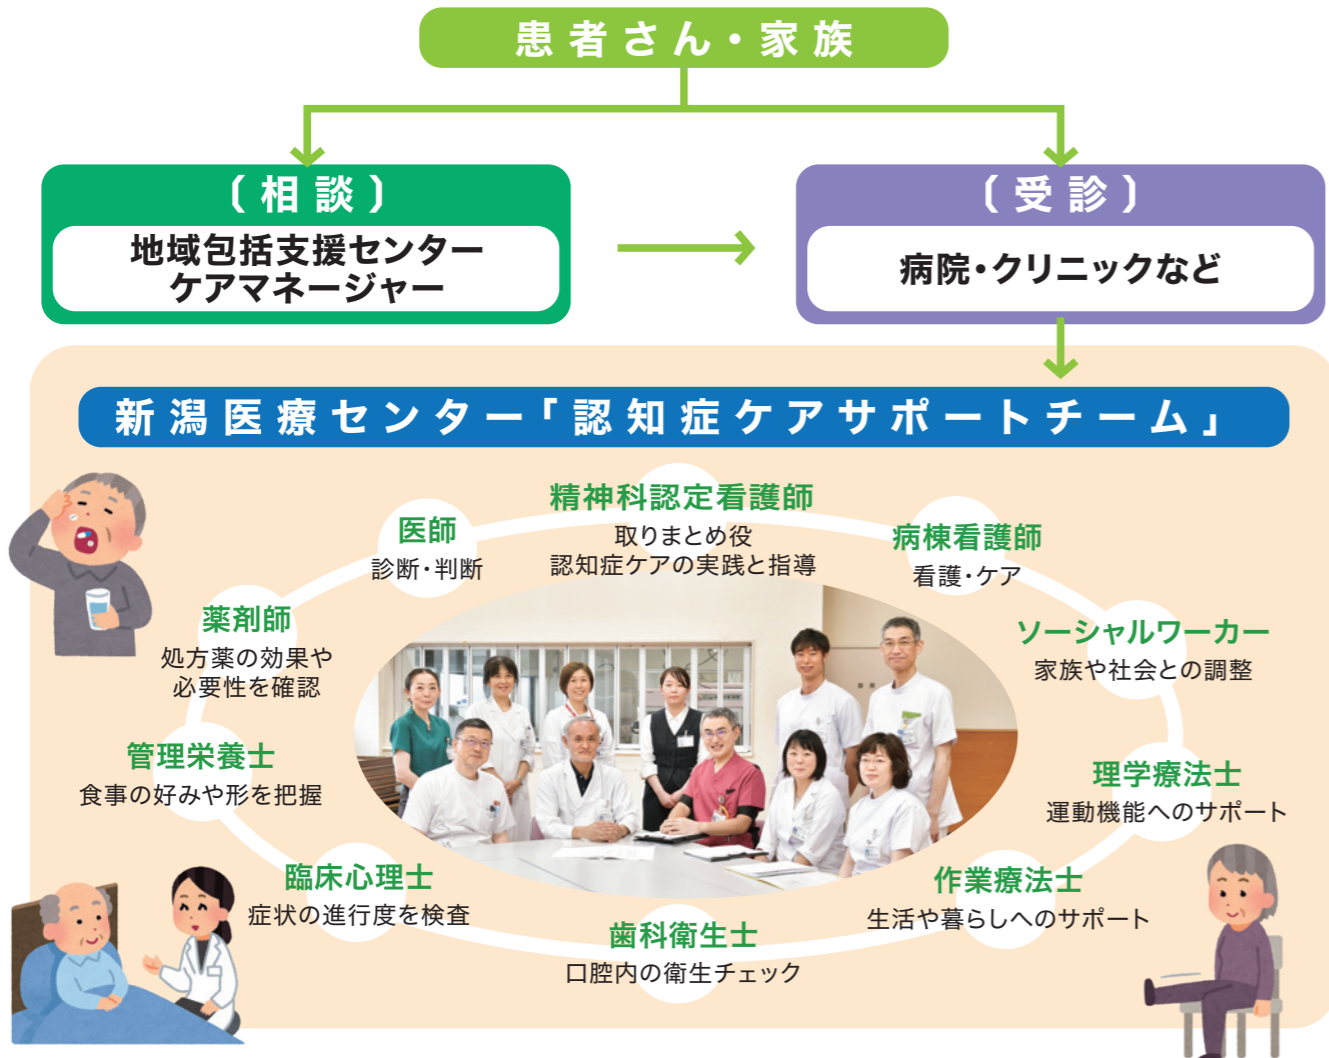 患者さん・家族
〔相談〕
地域包括支援センター
ケアマネージャー
〔受診〕
病院・クリニックなど
新潟医療センター「認知症ケアサポートチーム」
精神科認定看護師
取りまとめ役
認知症ケアの実践と指導
医師
診断・判断
病棟看護師
看護・ケア
薬剤師
処方薬の効果や
必要性を確認
ソーシャルワーカー
家族や社会との調整
管理栄養士
食事の好みや形を把握
理学療法士
運動機能へのサポート
臨床心理士
症状の進行度を検査
作業療法士
生活や暮らしへのサポート
歯科衛生士
口腔内の衛生チェック